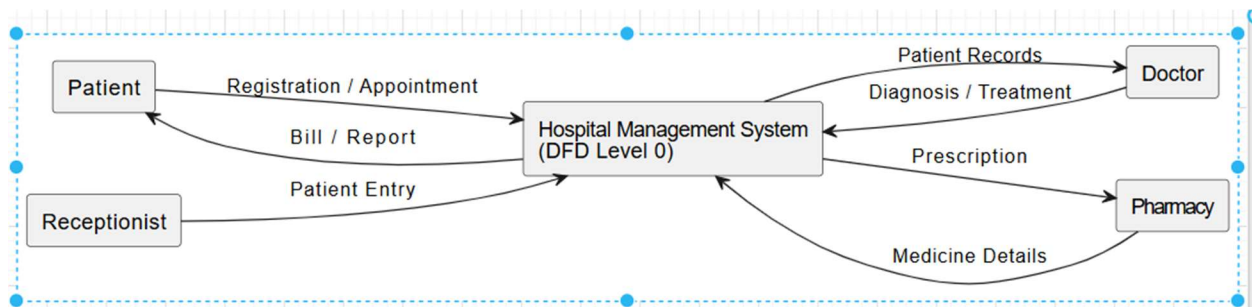 Patient
Registration / Appointment
Bill / Report
Patient Entry
Receptionist
Hospital Management System
(DFD Level 0)
Patient Records
Diagnosis / Treatment
Doctor
Prescription
Pharmacy
Medicine Details